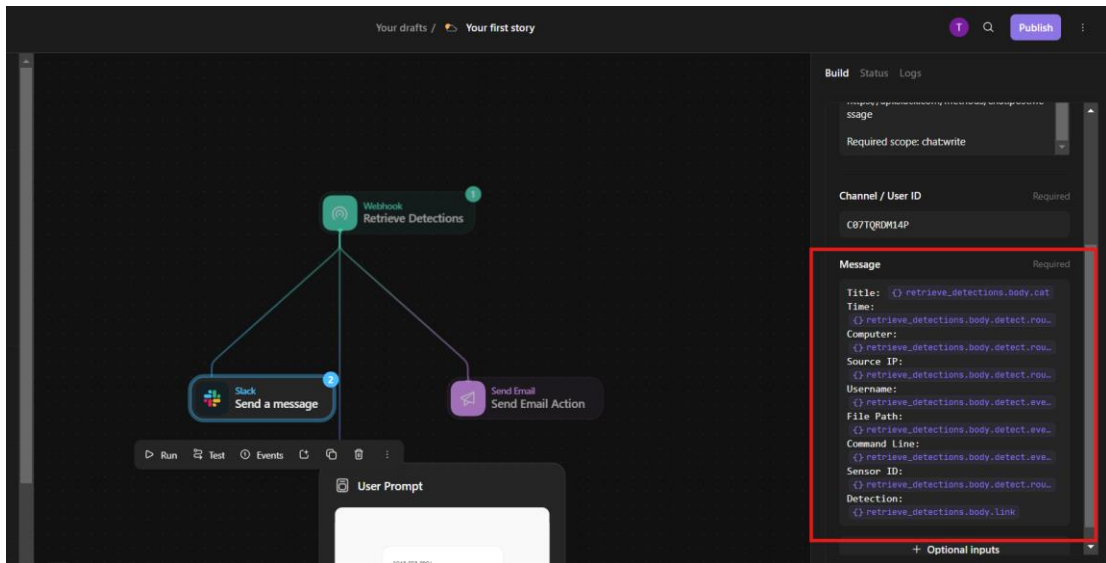 Your drafts / Your first story
T
Publish
Build Status Logs
ssage
Required scope: chat:write
Channel / User ID Required
C07TQRDM14P
Message Required
Title: {} retrieve_detections.body.cat
Time:
{} retrieve_detections.body.detect.rou…
Computer:
{} retrieve_detections.body.detect.rou…
Source IP:
{} retrieve_detections.body.detect.rou…
Username:
{} retrieve_detections.body.detect.eve…
File Path:
{} retrieve_detections.body.detect.eve…
Command Line:
{} retrieve_detections.body.detect.eve…
Sensor ID:
{} retrieve_detections.body.detect.rou…
Detection:
{} retrieve_detections.body.link
+ Optional inputs
1
Webhook
Retrieve Detections
2
Slack
Send a message
Send Email
Send Email Action
Run Test Events
User Prompt